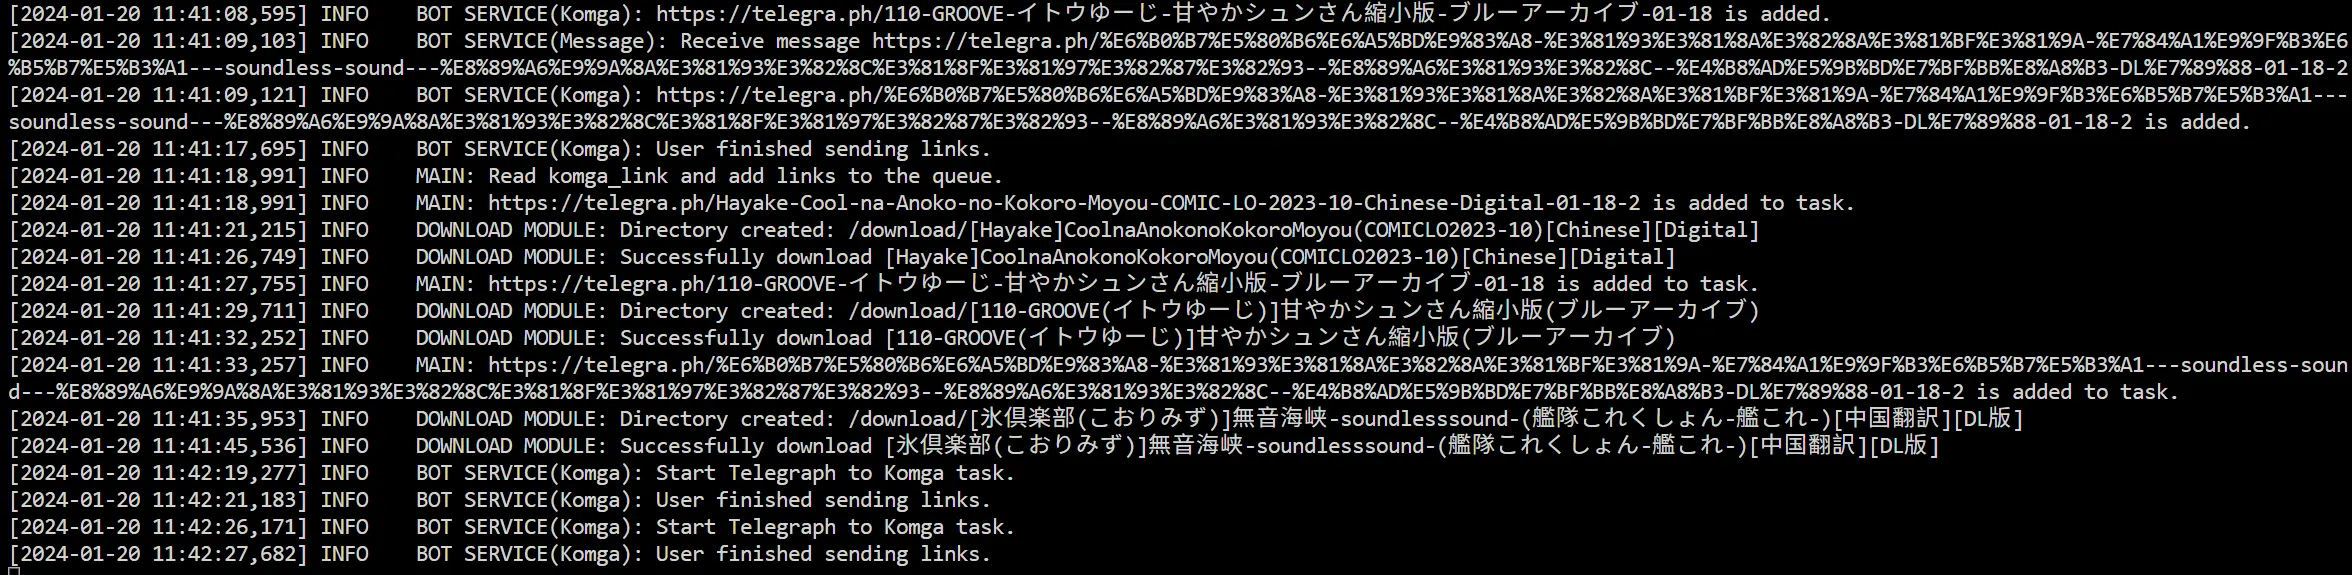 [2024-01-20 11:41:08,595] INFO    BOT SERVICE(Komga): https://telegra.ph/110-GROOVE-イトウゆーじ-甘やかシュンさん縮小版-ブルーアーカイブ-01-18 is added.
[2024-01-20 11:41:09,103] INFO    BOT SERVICE(Message): Receive message https://telegra.ph/%E6%B0%B7%E5%80%B6%E6%A5%BD%E9%83%A8-%E3%81%93%E3%81%8A%E3%82%8A%E3%81%BF%E3%81%9A-%E7%84%A1%E9%9F%B3%E6
%B5%B7%E5%B3%A1---soundless-sound---%E8%89%A6%E9%9A%8A%E3%81%93%E3%82%8C%E3%81%8F%E3%81%97%E3%82%87%E3%82%93--%E8%89%A6%E3%81%93%E3%82%8C--%E4%B8%AD%E5%9B%BD%E7%BF%BB%E8%A8%B3-DL%E7%89%88-01-18-2
[2024-01-20 11:41:09,121] INFO    BOT SERVICE(Komga): https://telegra.ph/%E6%B0%B7%E5%80%B6%E6%A5%BD%E9%83%A8-%E3%81%93%E3%81%8A%E3%82%8A%E3%81%BF%E3%81%9A-%E7%84%A1%E9%9F%B3%E6%B5%B7%E5%B3%A1---
soundless-sound---%E8%89%A6%E9%9A%8A%E3%81%93%E3%82%8C%E3%81%8F%E3%81%97%E3%82%87%E3%82%93--%E8%89%A6%E3%81%93%E3%82%8C--%E4%B8%AD%E5%9B%BD%E7%BF%BB%E8%A8%B3-DL%E7%89%88-01-18-2 is added.
[2024-01-20 11:41:17,695] INFO    BOT SERVICE(Komga): User finished sending links.
[2024-01-20 11:41:18,991] INFO    MAIN: Read komga_link and add links to the queue.
[2024-01-20 11:41:18,991] INFO    MAIN: https://telegra.ph/Hayake-Cool-na-Anoko-no-Kokoro-Moyou-COMIC-LO-2023-10-Chinese-Digital-01-18-2 is added to task.
[2024-01-20 11:41:21,215] INFO    DOWNLOAD MODULE: Directory created: /download/[Hayake]CoolnaAnokonoKokoroMoyou(COMICLO2023-10)[Chinese][Digital]
[2024-01-20 11:41:26,749] INFO    DOWNLOAD MODULE: Successfully download [Hayake]CoolnaAnokonoKokoroMoyou(COMICLO2023-10)[Chinese][Digital]
[2024-01-20 11:41:27,755] INFO    MAIN: https://telegra.ph/110-GROOVE-イトウゆーじ-甘やかシュンさん縮小版-ブルーアーカイブ-01-18 is added to task.
[2024-01-20 11:41:29,711] INFO    DOWNLOAD MODULE: Directory created: /download/[110-GROOVE(イトウゆーじ)]甘やかシュンさん縮小版(ブルーアーカイブ)
[2024-01-20 11:41:32,252] INFO    DOWNLOAD MODULE: Successfully download [110-GROOVE(イトウゆーじ)]甘やかシュンさん縮小版(ブルーアーカイブ)
[2024-01-20 11:41:33,257] INFO    MAIN: https://telegra.ph/%E6%B0%B7%E5%80%B6%E6%A5%BD%E9%83%A8-%E3%81%93%E3%81%8A%E3%82%8A%E3%81%BF%E3%81%9A-%E7%84%A1%E9%9F%B3%E6%B5%B7%E5%B3%A1---soundless-soun
d---%E8%89%A6%E9%9A%8A%E3%81%93%E3%82%8C%E3%81%8F%E3%81%97%E3%82%87%E3%82%93--%E8%89%A6%E3%81%93%E3%82%8C--%E4%B8%AD%E5%9B%BD%E7%BF%BB%E8%A8%B3-DL%E7%89%88-01-18-2 is added to task.
[2024-01-20 11:41:35,953] INFO    DOWNLOAD MODULE: Directory created: /download/[氷倶楽部(こおりみず)]無音海峡-soundlesssound-(艦隊これくしょん-艦これ-)[中国翻訳][DL版]
[2024-01-20 11:41:45,536] INFO    DOWNLOAD MODULE: Successfully download [氷倶楽部(こおりみず)]無音海峡-soundlesssound-(艦隊これくしょん-艦これ-)[中国翻訳][DL版]
[2024-01-20 11:42:19,277] INFO    BOT SERVICE(Komga): Start Telegraph to Komga task.
[2024-01-20 11:42:21,183] INFO    BOT SERVICE(Komga): User finished sending links.
[2024-01-20 11:42:26,171] INFO    BOT SERVICE(Komga): Start Telegraph to Komga task.
[2024-01-20 11:42:27,682] INFO    BOT SERVICE(Komga): User finished sending links.